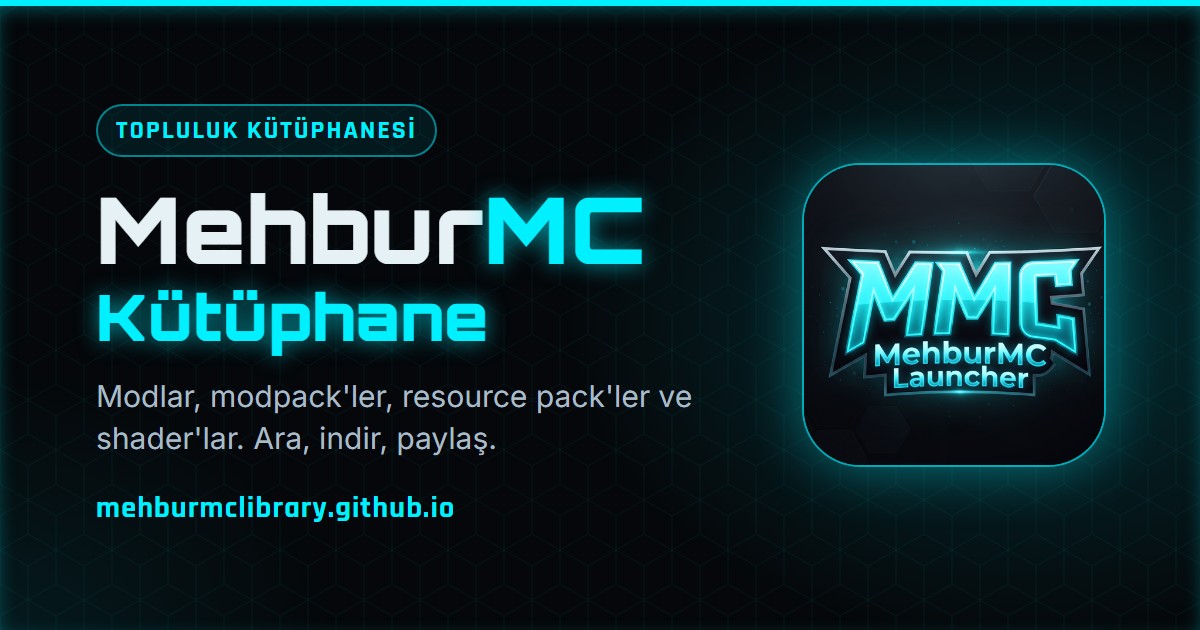 TOPLULUK KÜTÜPHANESİ
MehburMC
Kütüphane
Modlar, modpack'ler, resource pack'ler ve
shader'lar. Ara, indir, paylaş.
mehburmclibrary.github.io
MMC
MehburMC
Launcher